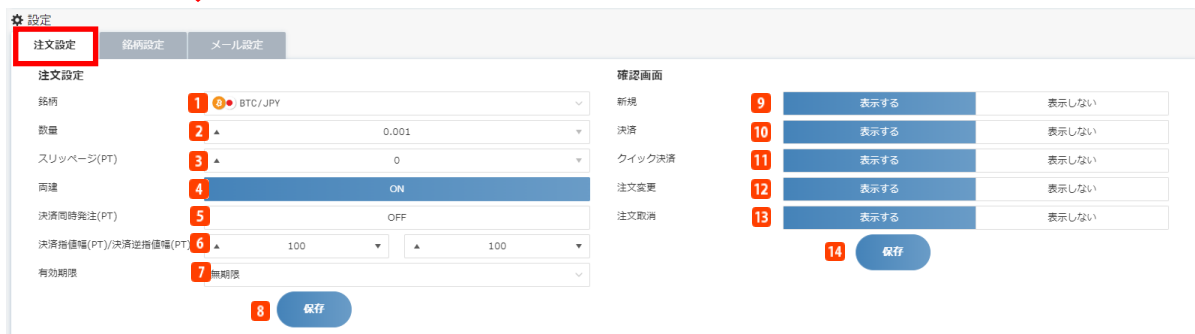 設定
注文設定 銘柄設定 メール設定
注文設定
銘柄 1 BTC/JPY
数量 2 ▲ 0.001 ▼
スリッページ(PT) 3 ▲ 0 ▼
両建 4 ON
決済同時発注(PT) 5 OFF
決済指値幅(PT)/決済逆指値幅(PT) 6 ▲ 100 ▼ ▲ 100 ▼
有効期限 7 無期限
8 保存
確認画面
新規 9 表示する 表示しない
決済 10 表示する 表示しない
クイック決済 11 表示する 表示しない
注文変更 12 表示する 表示しない
注文取消 13 表示する 表示しない
14 保存